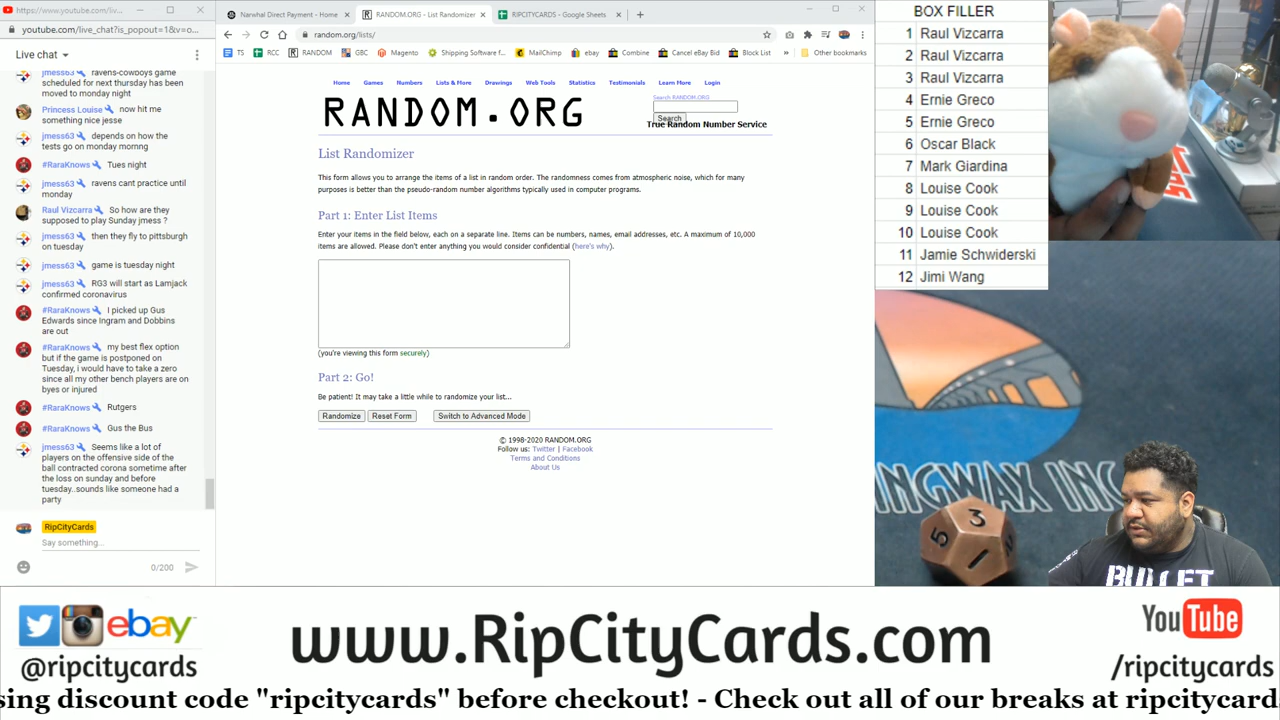 https://www.youtube.com/liv...
youtube.com/live_chat?is_popout=1&v=o...
Live chat
jmess63 ravens-cowboys game
scheduled for next thursday has been
moved to monday night
Princess Louise now hit me
something nice jesse
jmess63 depends on how the
tests go on monday mornng
#RaraKnows Tues night
jmess63 ravens cant practice until
monday
Raul Vizcarra So how are they
supposed to play Sunday jmess ?
jmess63 then they fly to pittsburgh
on tuesday
jmess63 game is tuesday night
jmess63 RG3 will start as Lamjack
confirmed coronavirus
#RaraKnows I picked up Gus
Edwards since Ingram and Dobbins
are out
#RaraKnows my best flex option
but if the game is postponed on
Tuesday, i would have to take a zero
since all my other bench players are on
byes or injured
#RaraKnows Rutgers
#RaraKnows Gus the Bus
jmess63 Seems like a lot of
players on the offensive side of the
ball contracted corona sometime after
the loss on sunday and before
tuesday..sounds like someone had a
party
RipCityCards
Say something...
0/200
Narwhal Direct Payment - Home
RANDOM.ORG - List Randomizer
RIPCITYCARDS - Google Sheets
random.org/lists/
TS RCC RANDOM GBC Magento Shipping Software f... MailChimp ebay Combine Cancel eBay Bid Block List » Other bookmarks
Home Games Numbers Lists & More Drawings Web Tools Statistics Testimonials Learn More Login
RANDOM.ORG
Search RANDOM.ORG
Search
True Random Number Service
List Randomizer
This form allows you to arrange the items of a list in random order. The randomness comes from atmospheric noise, which for many
purposes is better than the pseudo-random number algorithms typically used in computer programs.
Part 1: Enter List Items
Enter your items in the field below, each on a separate line. Items can be numbers, names, email addresses, etc. A maximum of 10,000
items are allowed. Please don't enter anything you would consider confidential (here's why).
(you're viewing this form securely)
Part 2: Go!
Be patient! It may take a little while to randomize your list...
Randomize Reset Form Switch to Advanced Mode
© 1998-2020 RANDOM.ORG
Follow us: Twitter | Facebook
Terms and Conditions
About Us
BOX FILLER
1 Raul Vizcarra
2 Raul Vizcarra
3 Raul Vizcarra
4 Ernie Greco
5 Ernie Greco
6 Oscar Black
7 Mark Giardina
8 Louise Cook
9 Louise Cook
10 Louise Cook
11 Jamie Schwiderski
12 Jimi Wang
INGWAX INC
3
5
1
BULLET
ebay
@ripcitycards
www.RipCityCards.com
YouTube
/ripcitycards
sing discount code "ripcitycards" before checkout! - Check out all of our breaks at ripcitycard